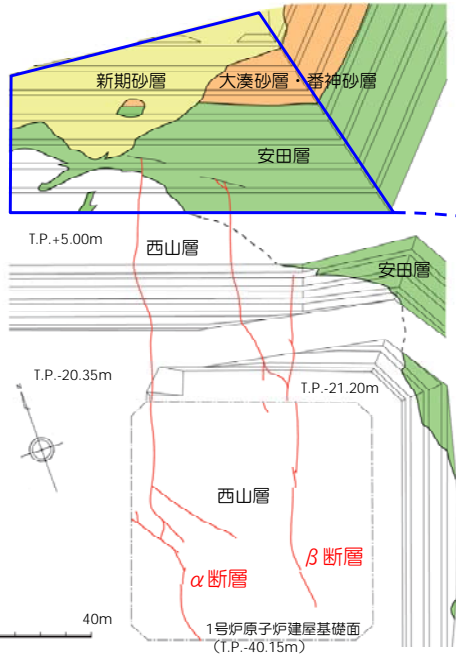 新期砂層
大湊砂層・番神砂層
安田層
T.P.+5.00m
西山層
安田層
T.P.-20.35m
T.P.-21.20m
西山層
α断層
β断層
40m
1号炉原子炉建屋基礎面
(T.P.-40.15m)